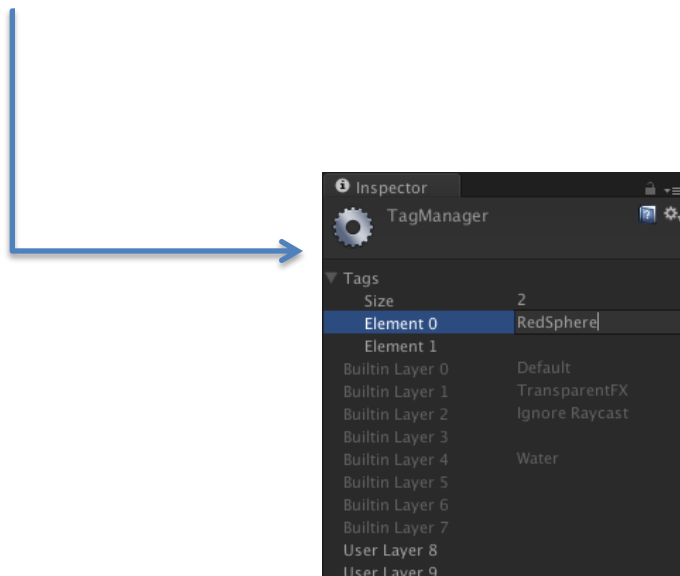 Inspector
TagManager
Tags
Size 2
Element 0 RedSphere
Element 1
Builtin Layer 0 Default
Builtin Layer 1 TransparentFX
Builtin Layer 2 Ignore Raycast
Builtin Layer 3
Builtin Layer 4 Water
Builtin Layer 5
Builtin Layer 6
Builtin Layer 7
User Layer 8
User Layer 9